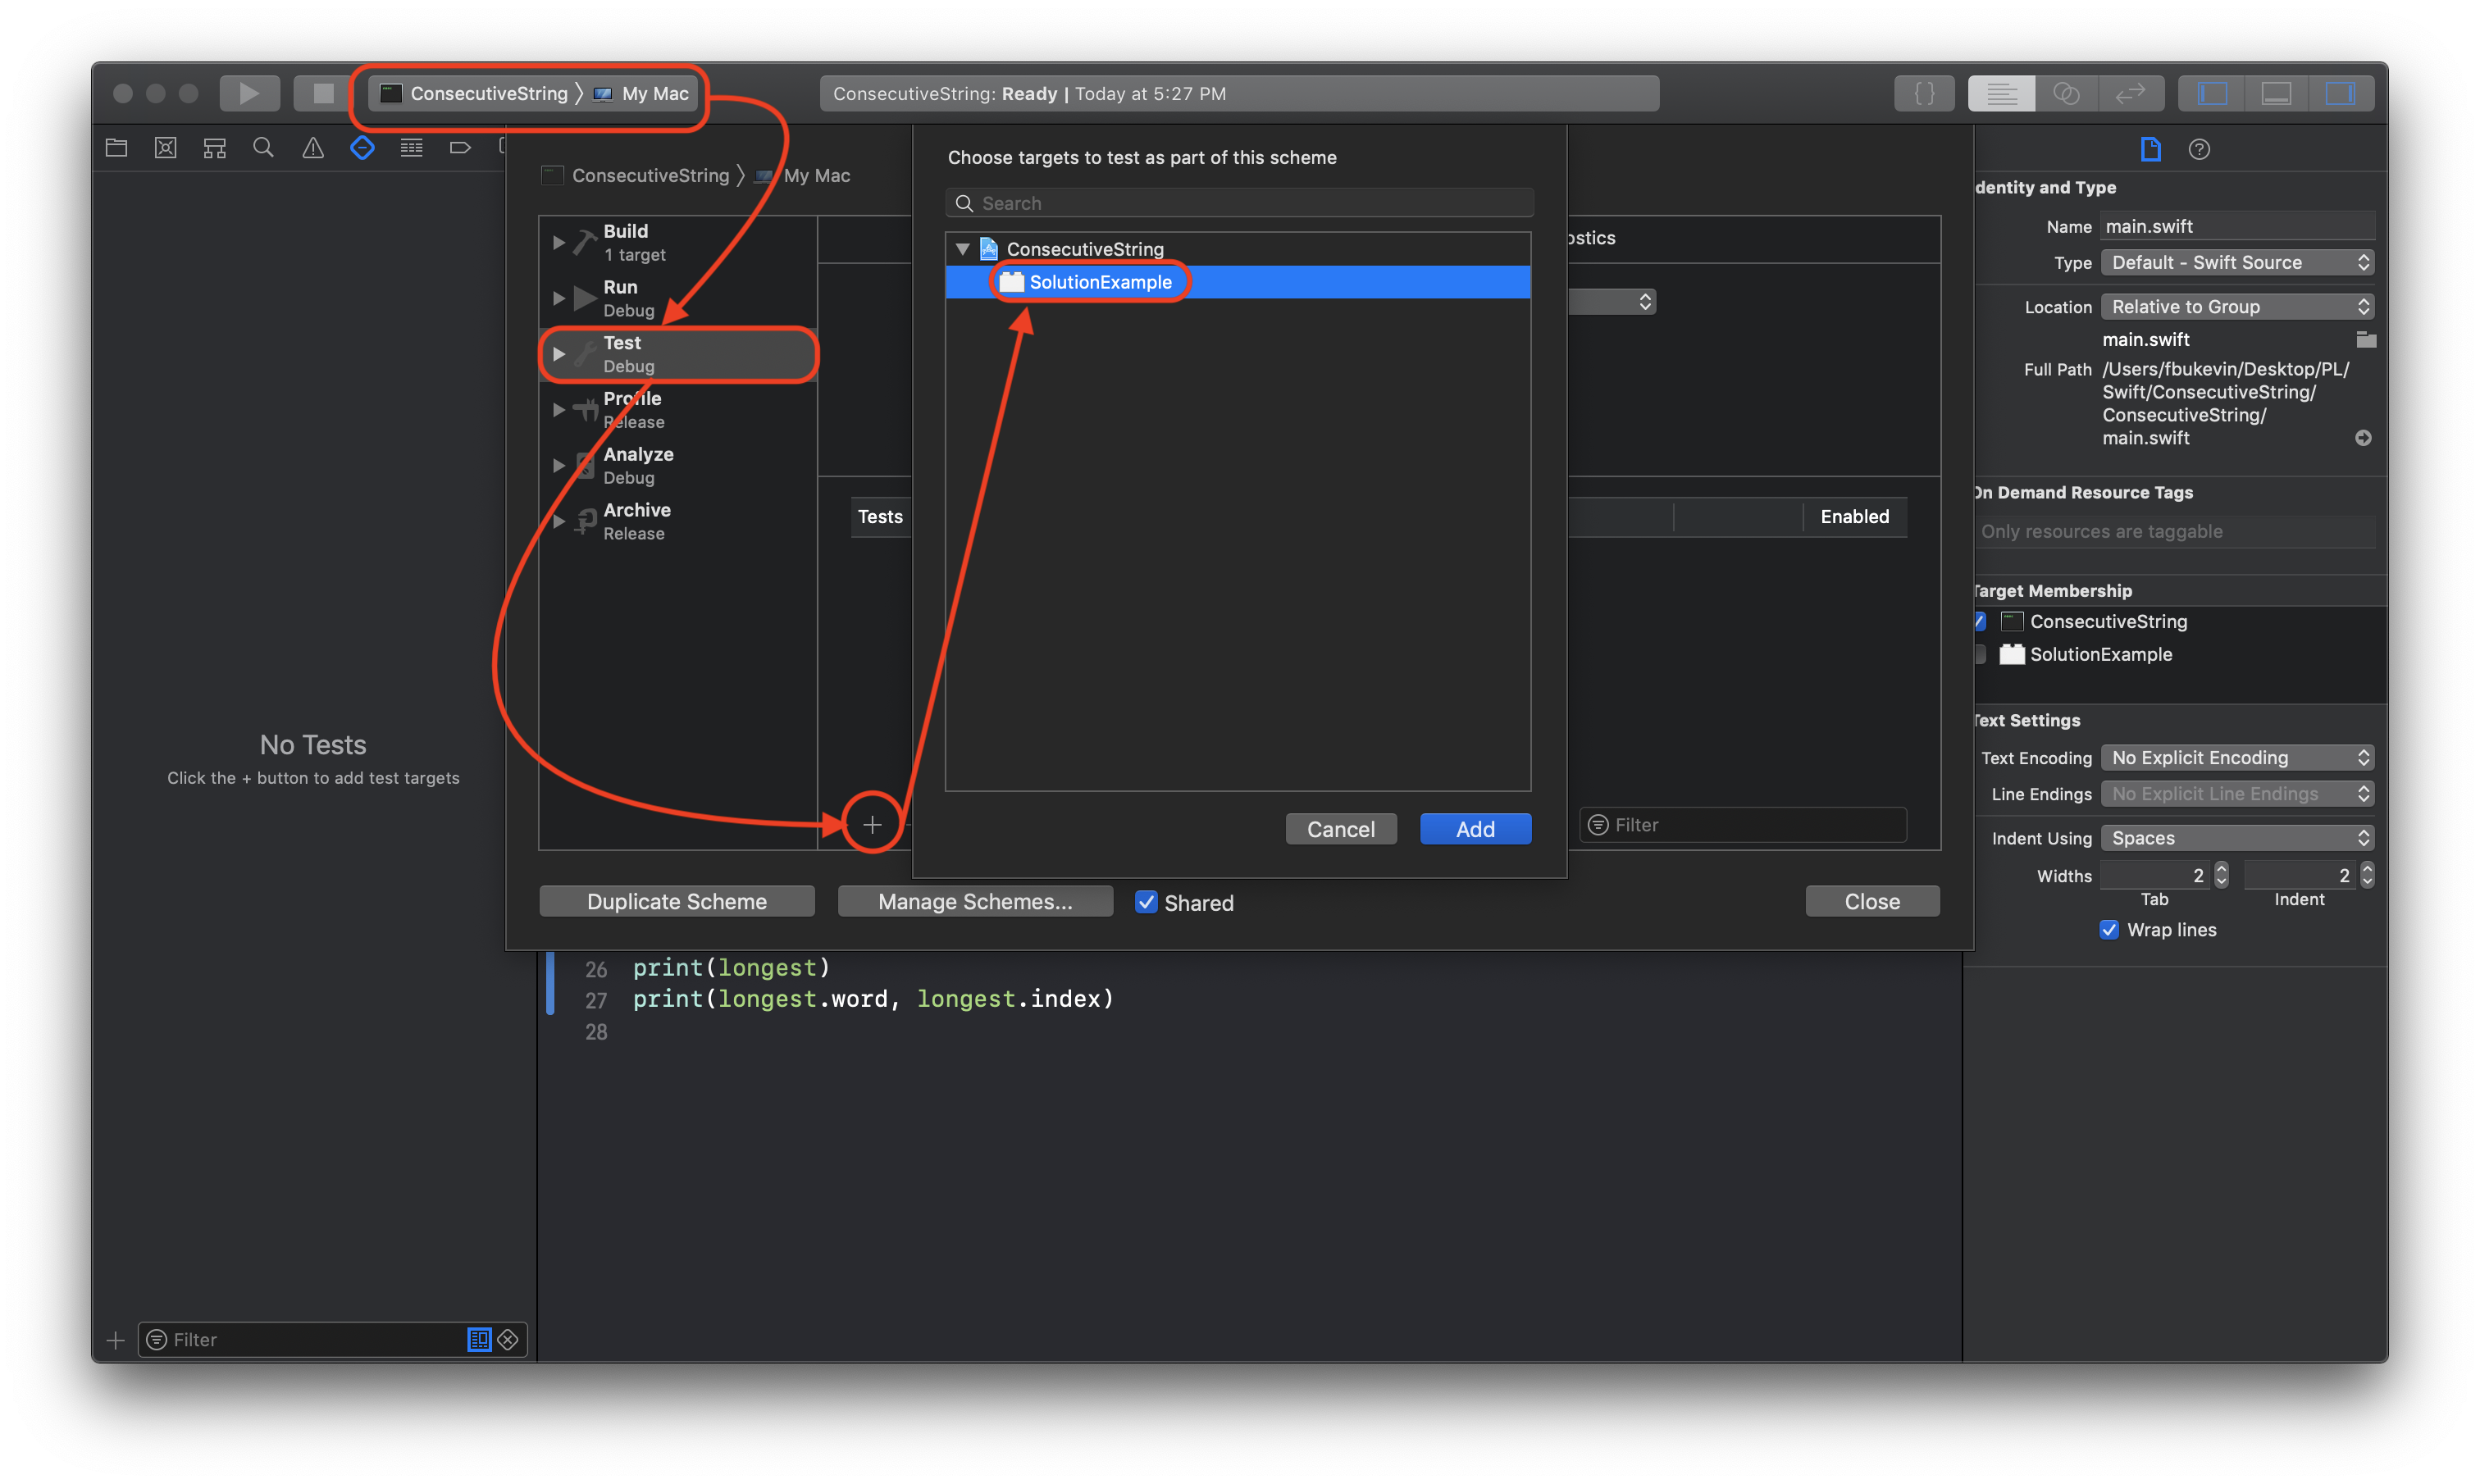 ConsecutiveString 〉 My Mac
ConsecutiveString: Ready | Today at 5:27 PM
No Tests
Click the + button to add test targets
Filter
ConsecutiveString 〉 My Mac
Build
1 target
Run
Debug
Test
Debug
Profile
Release
Analyze
Debug
Archive
Release
Tests
Enabled
Filter
Duplicate Scheme
Manage Schemes...
Shared
Close
Choose targets to test as part of this scheme
Search
ConsecutiveString
SolutionExample
Cancel
Add
26 print(longest)
27 print(longest.word, longest.index)
28
dentity and Type
Name main.swift
Type Default - Swift Source
Location Relative to Group
main.swift
Full Path /Users/fbukevin/Desktop/PL/
Swift/ConsecutiveString/
ConsecutiveString/
main.swift
On Demand Resource Tags
Only resources are taggable
Target Membership
ConsecutiveString
SolutionExample
Text Settings
Text Encoding No Explicit Encoding
Line Endings No Explicit Line Endings
Indent Using Spaces
Widths 2 2
Tab Indent
Wrap lines